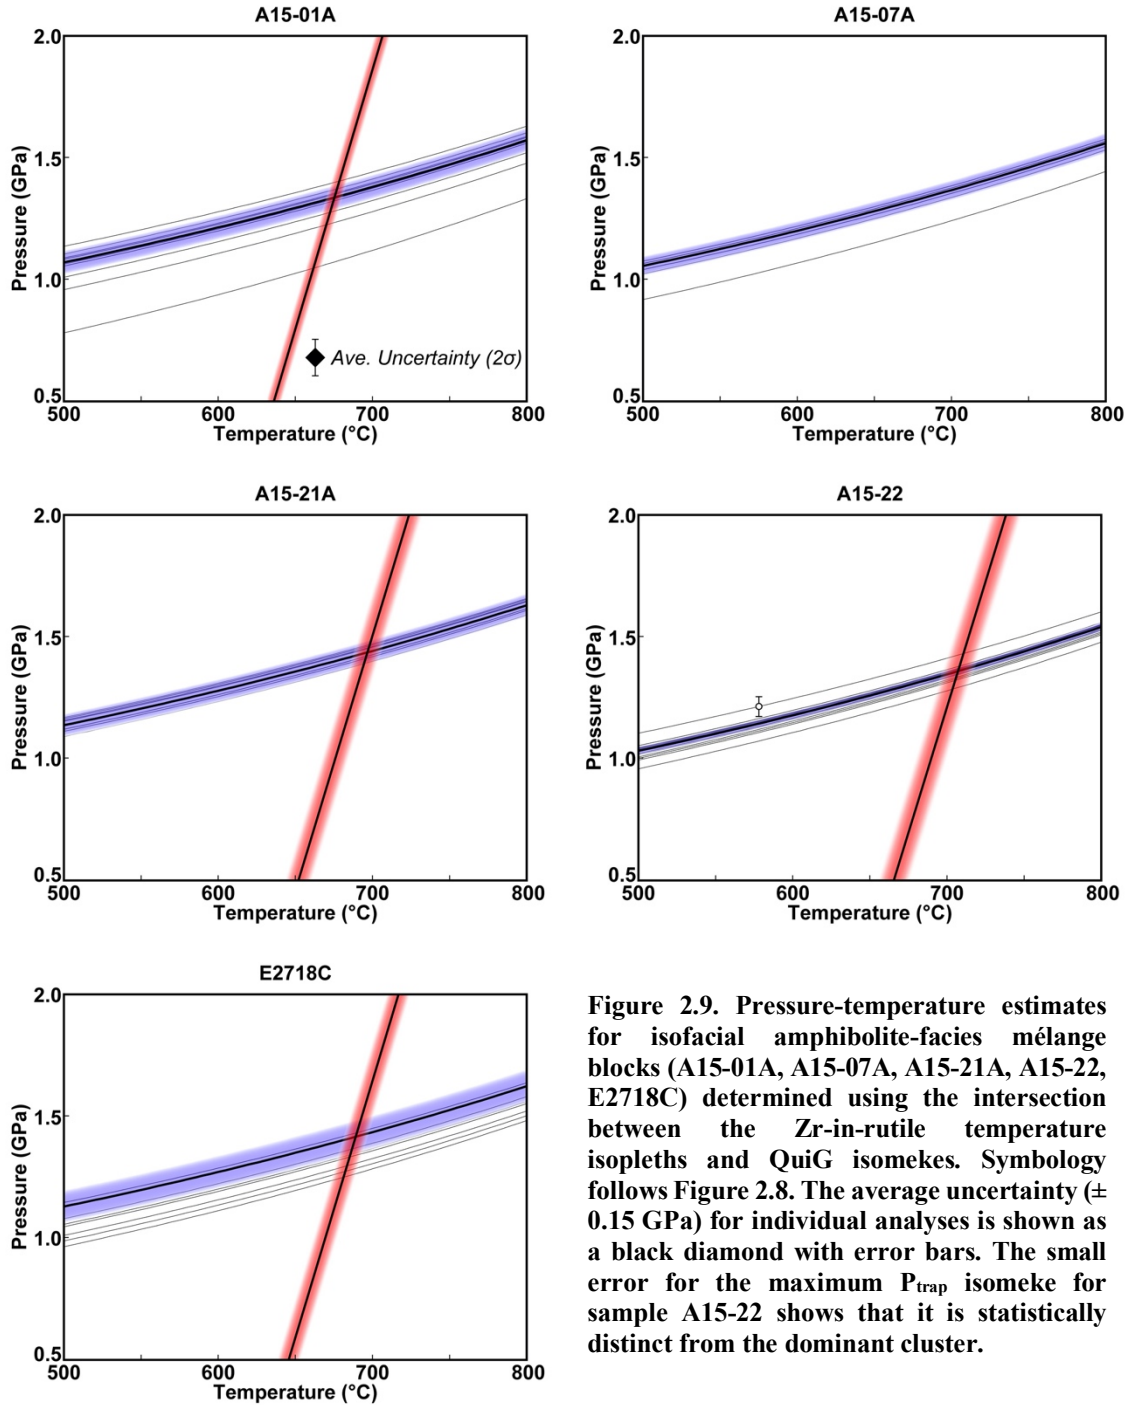 A15-01A
2.0
1.5
1.0
0.5
Pressure (GPa)
Ave. Uncertainty (2σ)
500 600 700 800
Temperature (°C)
A15-07A
2.0
1.5
1.0
0.5
Pressure (GPa)
500 600 700 800
Temperature (°C)
A15-21A
2.0
1.5
1.0
0.5
Pressure (GPa)
500 600 700 800
Temperature (°C)
A15-22
2.0
1.5
1.0
0.5
Pressure (GPa)
500 600 700 800
Temperature (°C)
E2718C
2.0
1.5
1.0
0.5
Pressure (GPa)
500 600 700 800
Temperature (°C)
Figure 2.9. Pressure-temperature estimates
for isofacial amphibolite-facies mélange
blocks (A15-01A, A15-07A, A15-21A, A15-22,
E2718C) determined using the intersection
between the Zr-in-rutile temperature
isopleths and QuiG isomekes. Symbology
follows Figure 2.8. The average uncertainty (±
0.15 GPa) for individual analyses is shown as
a black diamond with error bars. The small
error for the maximum Ptrap isomeke for
sample A15-22 shows that it is statistically
distinct from the dominant cluster.